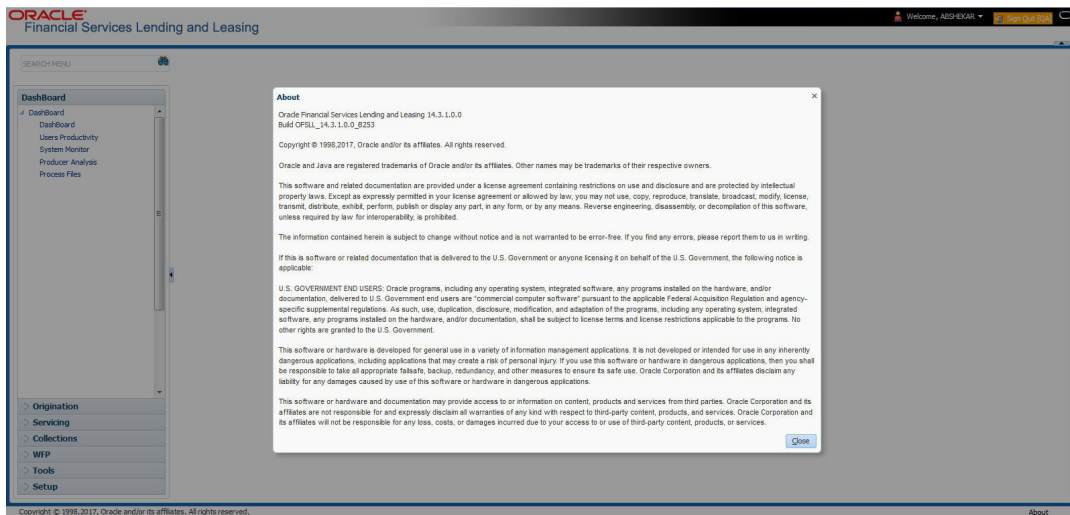 ORACLE
Financial Services Lending and Leasing
Welcome, ABSHEKAR
Sign Out [QA]
SEARCH MENU
DashBoard
DashBoard
DashBoard
Users Productivity
System Monitor
Producer Analysis
Process Files
Origination
Servicing
Collections
WFP
Tools
Setup
About
Oracle Financial Services Lending and Leasing 14.3.1.0.0
Build OFSLL_14.3.1.0.0_B253
Copyright © 1998,2017, Oracle and/or its affiliates. All rights reserved.
Oracle and Java are registered trademarks of Oracle and/or its affiliates. Other names may be trademarks of their respective owners.
This software and related documentation are provided under a license agreement containing restrictions on use and disclosure and are protected by intellectual
property laws. Except as expressly permitted in your license agreement or allowed by law, you may not use, copy, reproduce, translate, broadcast, modify, license,
transmit, distribute, exhibit, perform, publish or display any part, in any form, or by any means. Reverse engineering, disassembly, or decompilation of this software,
unless required by law for interoperability, is prohibited.
The information contained herein is subject to change without notice and is not warranted to be error-free. If you find any errors, please report them to us in writing.
If this is software or related documentation that is delivered to the U.S. Government or anyone licensing it on behalf of the U.S. Government, the following notice is
applicable:
U.S. GOVERNMENT END USERS: Oracle programs, including any operating system, integrated software, any programs installed on the hardware, and/or
documentation, delivered to U.S. Government end users are "commercial computer software" pursuant to the applicable Federal Acquisition Regulation and agency-
specific supplemental regulations. As such, use, duplication, disclosure, modification, and adaptation of the programs, including any operating system, integrated
software, any programs installed on the hardware, and/or documentation, shall be subject to license terms and license restrictions applicable to the programs. No
other rights are granted to the U.S. Government.
This software or hardware is developed for general use in a variety of information management applications. It is not developed or intended for use in any inherently
dangerous applications, including applications that may create a risk of personal injury. If you use this software or hardware in dangerous applications, then you shall
be responsible to take all appropriate failsafe, backup, redundancy, and other measures to ensure its safe use. Oracle Corporation and its affiliates disclaim any
liability for any damages caused by use of this software or hardware in dangerous applications.
This software or hardware and documentation may provide access to or information on content, products and services from third parties. Oracle Corporation and its
affiliates are not responsible for and expressly disclaim all warranties of any kind with respect to third-party content, products, and services. Oracle Corporation and
its affiliates will not be responsible for any loss, costs, or damages incurred due to your access to or use of third-party content, products, or services.
Close
Copyright © 1998,2017, Oracle and/or its affiliates. All rights reserved.
About